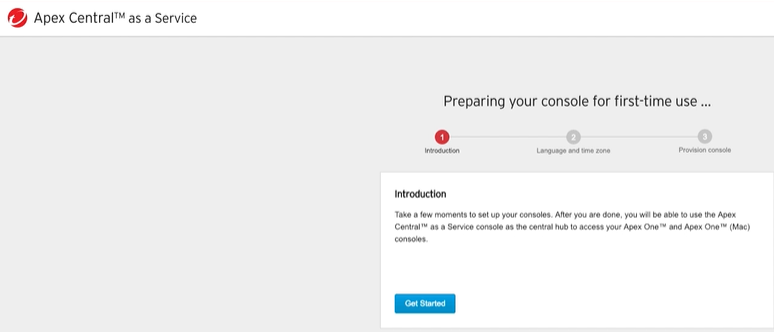 Apex Central™ as a Service
Preparing your console for first-time use ...
1
2
3
Introduction
Language and time zone
Provision console
Introduction
Take a few moments to set up your consoles. After you are done, you will be able to use the Apex
Central™ as a Service console as the central hub to access your Apex One™ and Apex One™ (Mac)
consoles.
Get Started